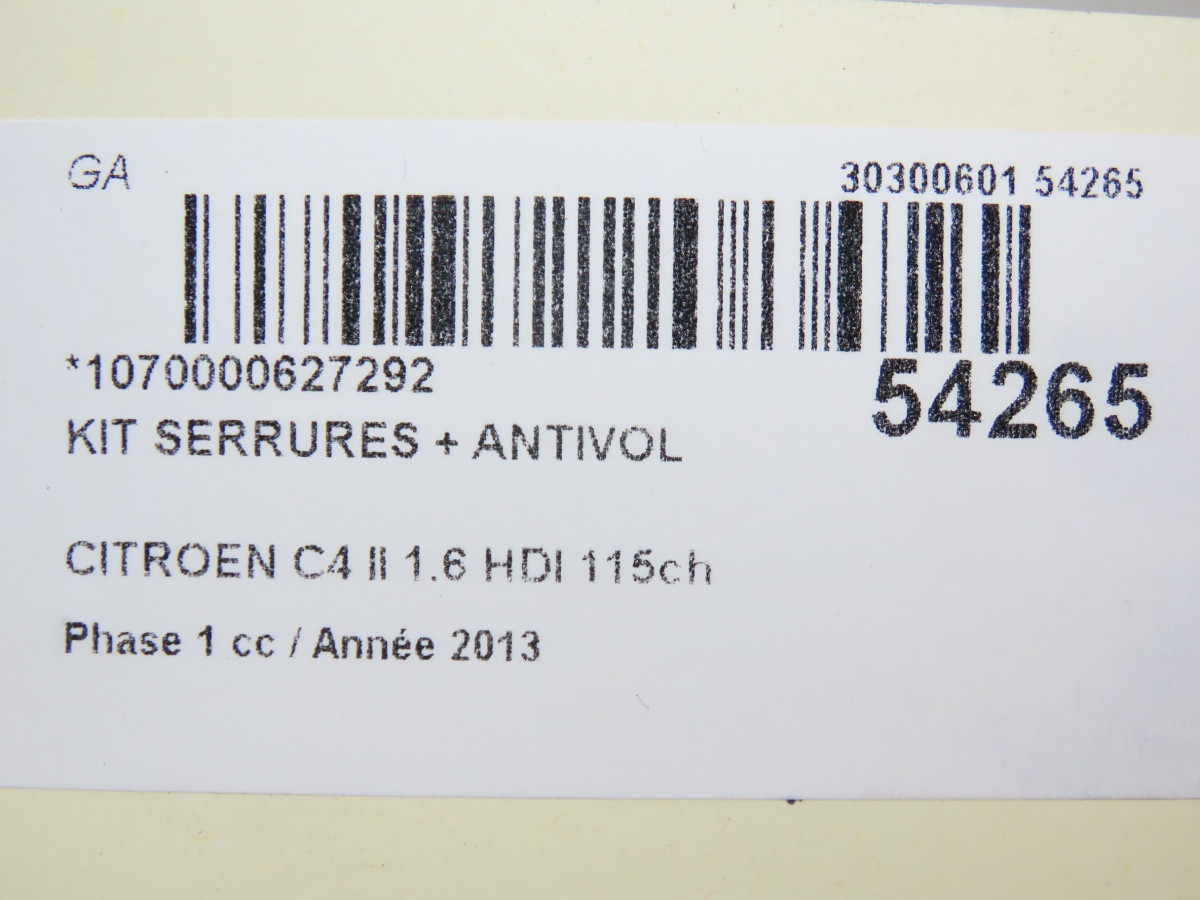 GA
30300601 54265
*1070000627292
54265
KIT SERRURES + ANTIVOL
CITROEN C4 II 1.6 HDI 115ch
Phase 1 cc / Année 2013